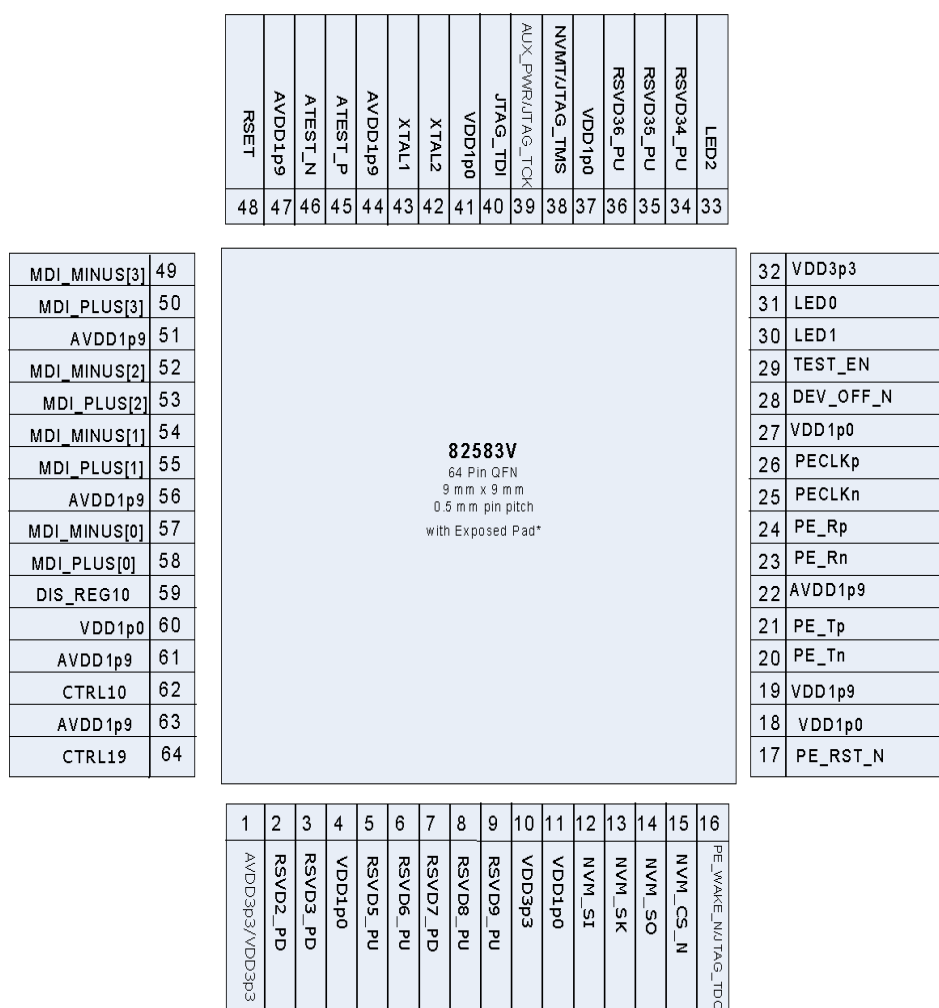 RSET
AVDD1p9
ATEST_N
ATEST_P
AVDD1p9
XTAL1
XTAL2
VDD1p0
JTAG_TDI
AUX_PWR/JTAG_TCK
NVMT/JTAG_TMS
VDD1p0
RSVD36_PU
RSVD35_PU
RSVD34_PU
LED2
48 47 46 45 44 43 42 41 40 39 38 37 36 35 34 33
MDI_MINUS[3] 49
MDI_PLUS[3] 50
AVDD1p9 51
MDI_MINUS[2] 52
MDI_PLUS[2] 53
MDI_MINUS[1] 54
MDI_PLUS[1] 55
AVDD1p9 56
MDI_MINUS[0] 57
MDI_PLUS[0] 58
DIS_REG10 59
VDD1p0 60
AVDD1p9 61
CTRL10 62
AVDD1p9 63
CTRL19 64
82583V
64 Pin QFN
9 mm x 9 mm
0.5 mm pin pitch
with Exposed Pad*
32 VDD3p3
31 LED0
30 LED1
29 TEST_EN
28 DEV_OFF_N
27 VDD1p0
26 PECLKp
25 PECLKn
24 PE_Rp
23 PE_Rn
22 AVDD1p9
21 PE_Tp
20 PE_Tn
19 VDD1p9
18 VDD1p0
17 PE_RST_N
1 2 3 4 5 6 7 8 9 10 11 12 13 14 15 16
AVDD3p3/VDD3p3
RSVD2_PD
RSVD3_PD
VDD1p0
RSVD5_PU
RSVD6_PU
RSVD7_PD
RSVD8_PU
RSVD9_PU
VDD3p3
VDD1p0
NVM_SI
NVM_SK
NVM_SO
NVM_CS_N
PE_WAKE_N/JTAG_TDO